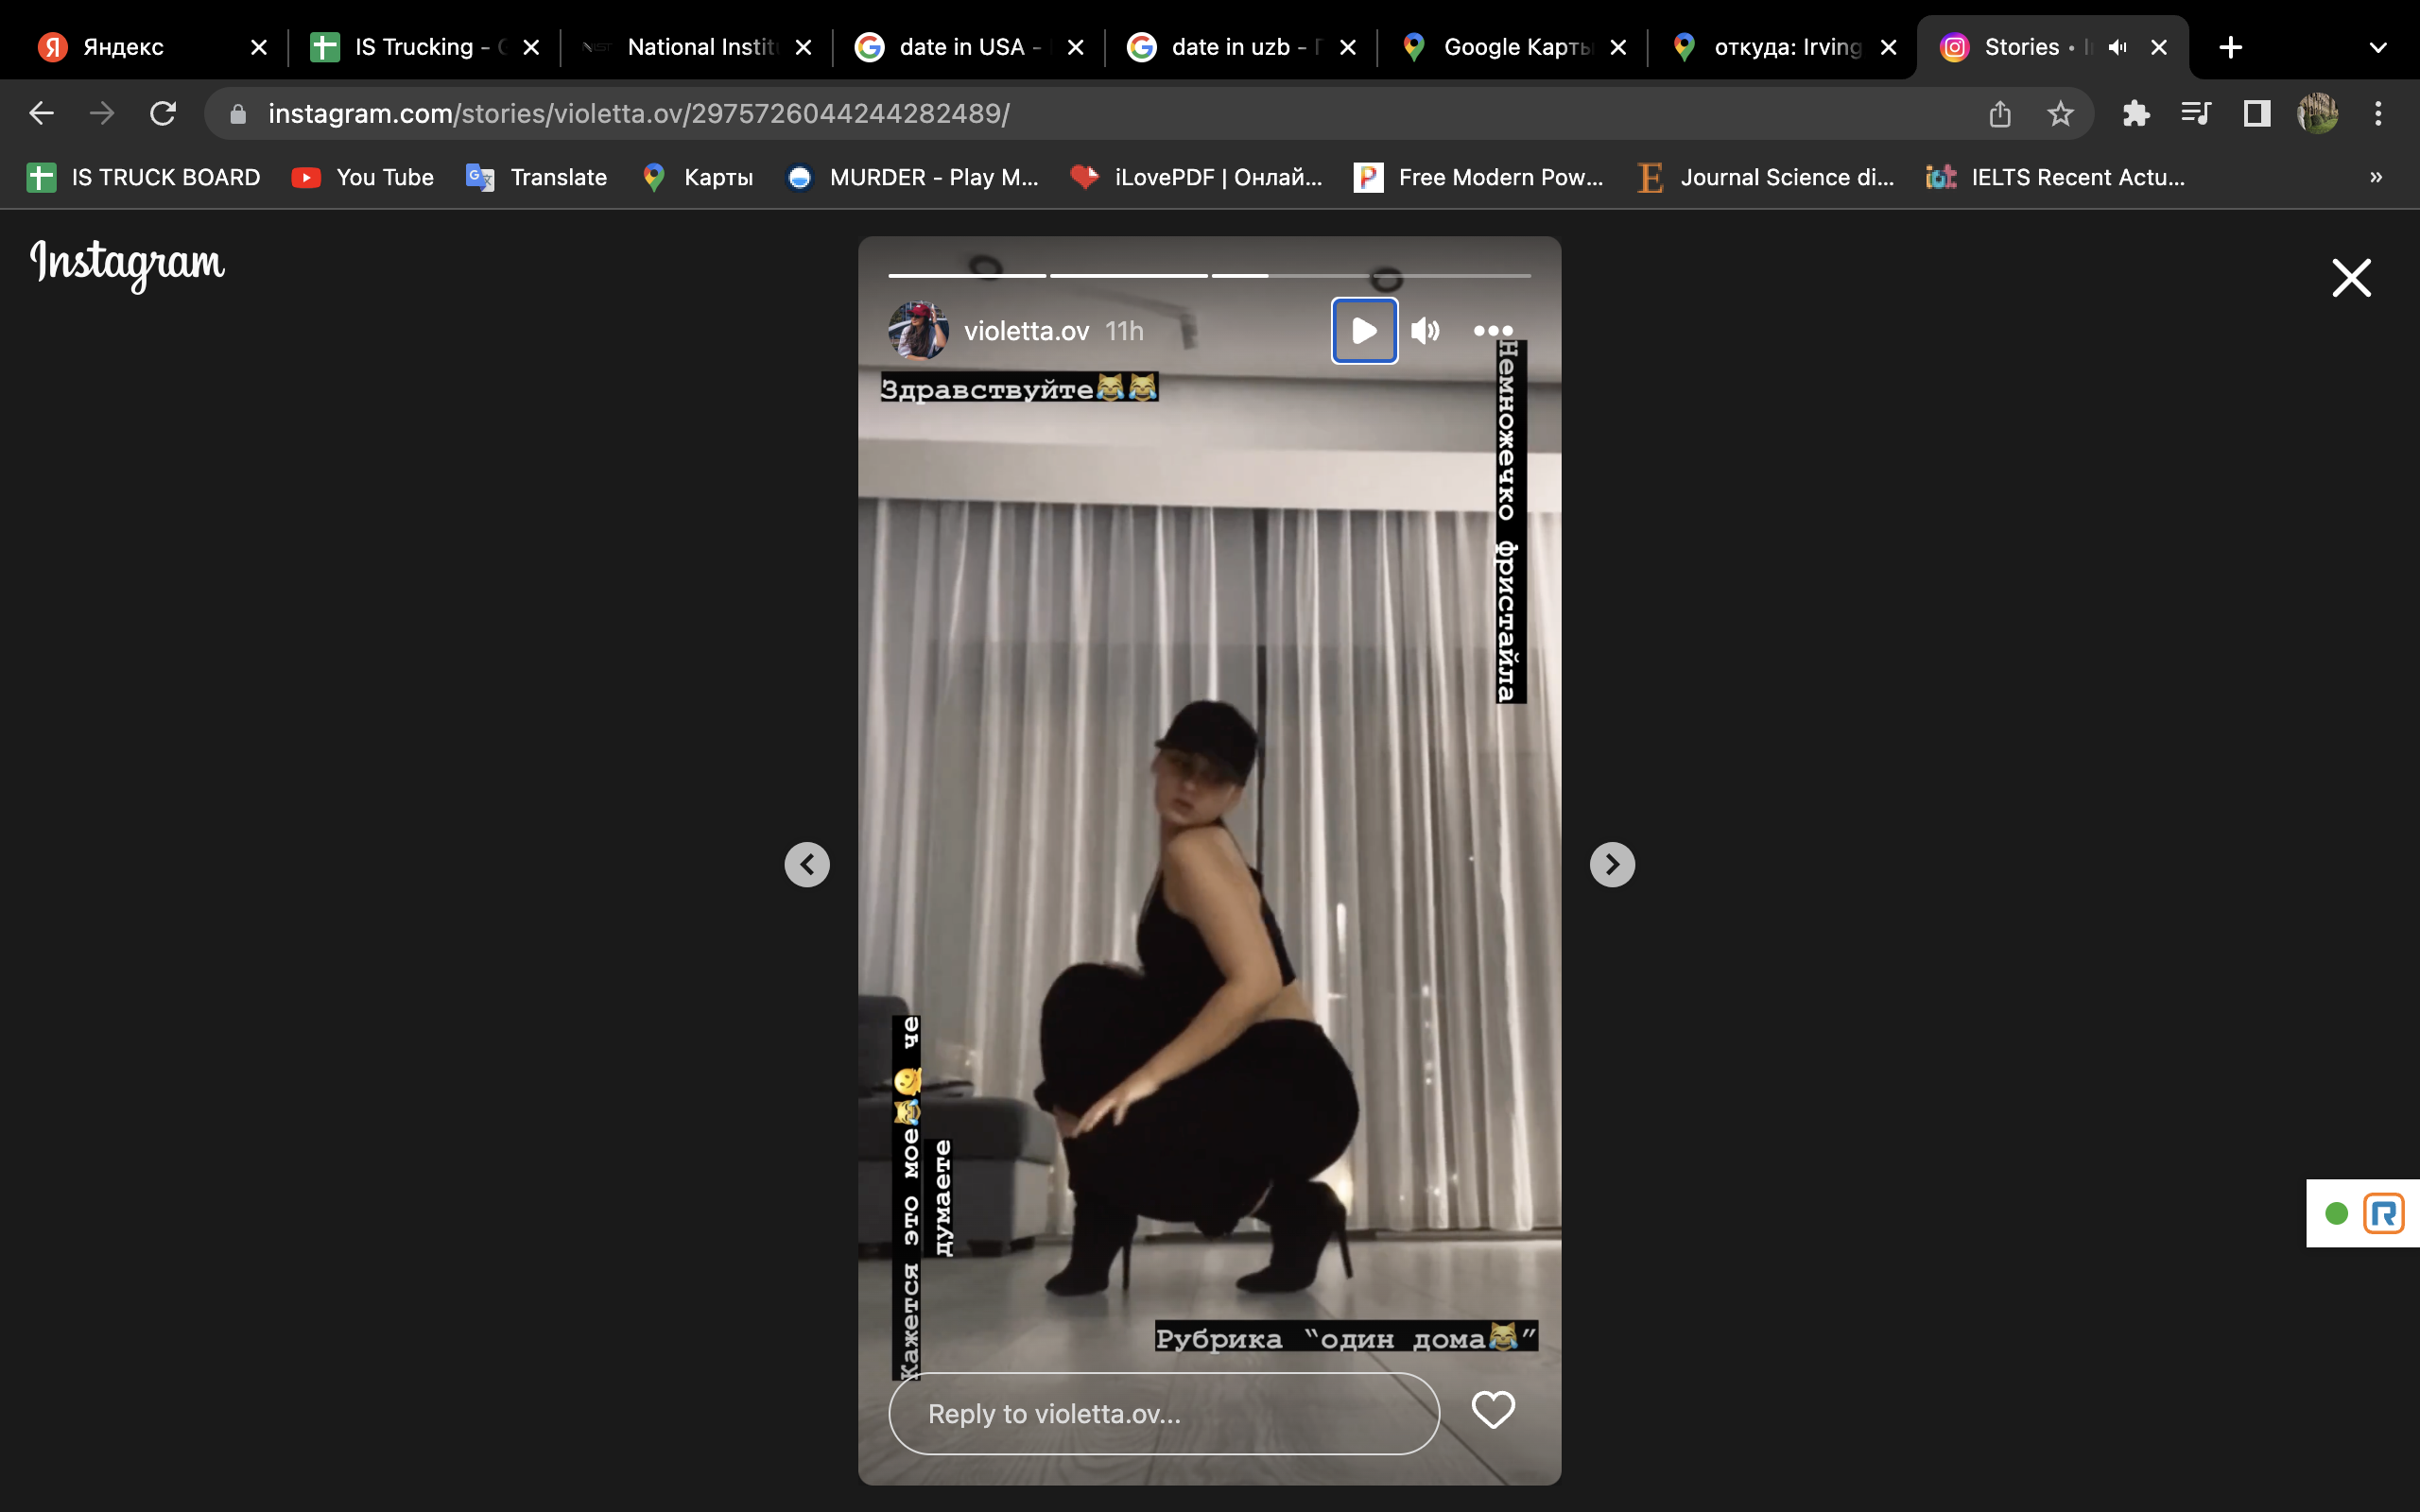 Яндекс
IS Trucking -
National Instit
date in USA -
date in uzb -
Google Карты
откуда: Irving
Stories •
instagram.com/stories/violetta.ov/2975726044244282489/
IS TRUCK BOARD
You Tube
Translate
Карты
MURDER - Play M...
iLovePDF | Онлай...
Free Modern Pow...
Journal Science di...
IELTS Recent Actu...
»
Instagram
violetta.ov 11h
Здравствуйте😹😹
Немножечко фристайла
Кажется это мое😹🫠 че
думаете
Рубрика “один дома😹”
Reply to violetta.ov...